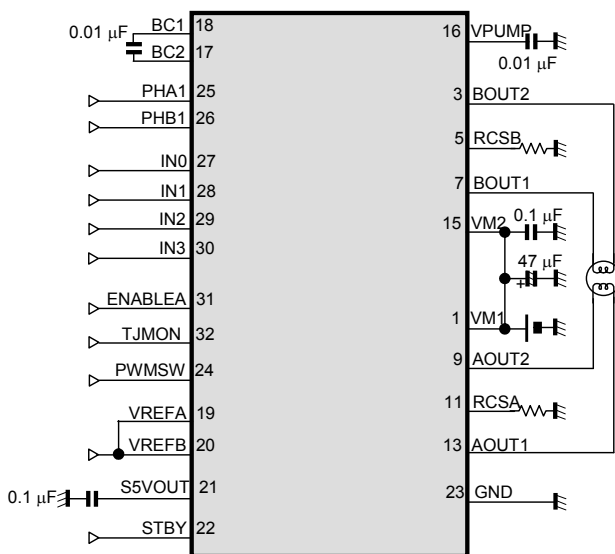 0.01 μF
BC1 18
BC2 17
PHA1 25
PHB1 26
IN0 27
IN1 28
IN2 29
IN3 30
ENABLEA 31
TJMON 32
PWMSW 24
VREFA 19
VREFB 20
0.1 μF
S5VOUT 21
STBY 22
16 VPUMP
0.01 μF
3 BOUT2
5 RCSB
7 BOUT1
15 VM2
0.1 μF
47 μF
+
1 VM1
9 AOUT2
11 RCSA
13 AOUT1
23 GND